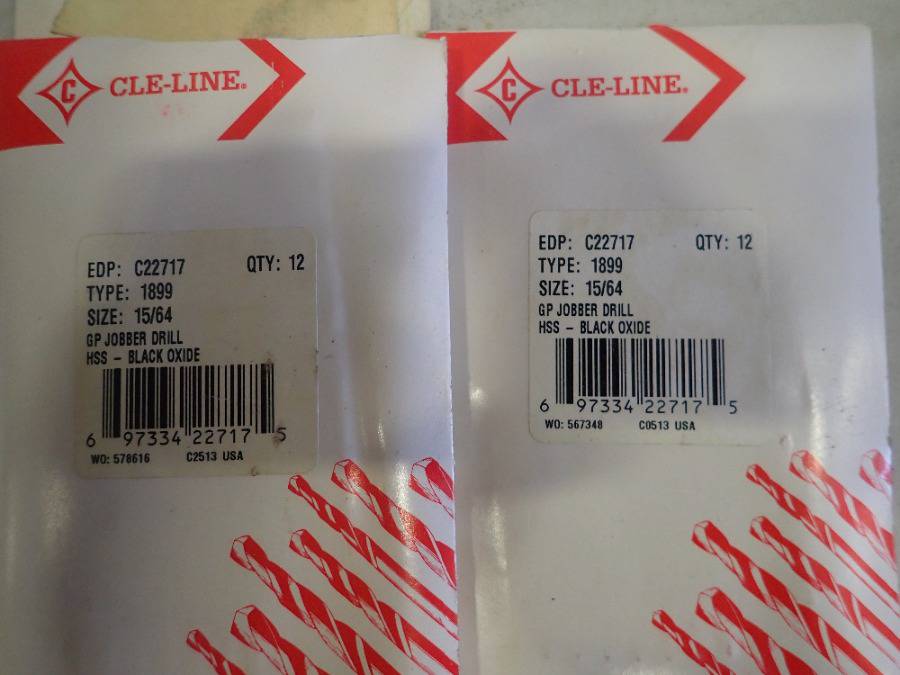 C CLE-LINE®
EDP: C22717 QTY: 12
TYPE: 1899
SIZE: 15/64
GP JOBBER DRILL
HSS - BLACK OXIDE
6 97334 22717 5
WO: 578616 C2513 USA
C CLE-LINE®
EDP: C22717 QTY: 12
TYPE: 1899
SIZE: 15/64
GP JOBBER DRILL
HSS - BLACK OXIDE
6 97334 22717 5
WO: 567348 C0513 USA